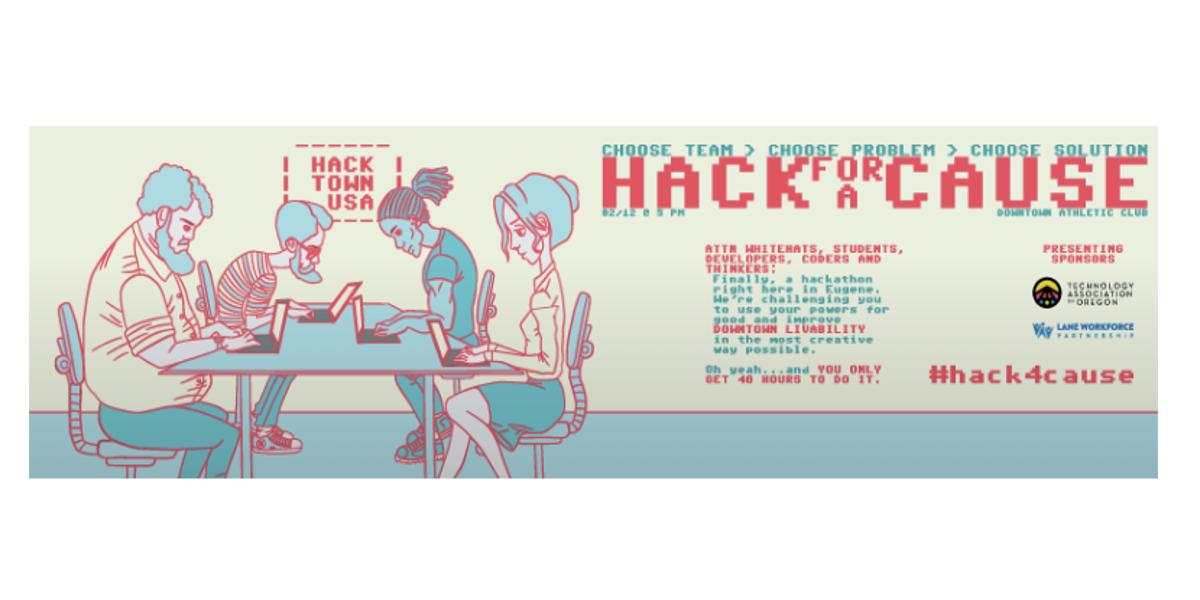 HACK
TOWN
USA
CHOOSE TEAM > CHOOSE PROBLEM > CHOOSE SOLUTION
HACK FOR A CAUSE
02/12 @ 5 PM
DOWNTOWN ATHLETIC CLUB
ATTN WHITEHATS, STUDENTS,
DEVELOPERS, CODERS AND
THINKERS:
Finally, a hackathon
right here in Eugene.
We're challenging you
to use your powers for
good and improve
DOWNTOWN LIVABILITY
in the most creative
way possible.
Oh yeah...and YOU ONLY
GET 48 HOURS TO DO IT.
PRESENTING
SPONSORS
TECHNOLOGY
ASSOCIATION
OF OREGON
LANE WORKFORCE
PARTNERSHIP
#hack4cause